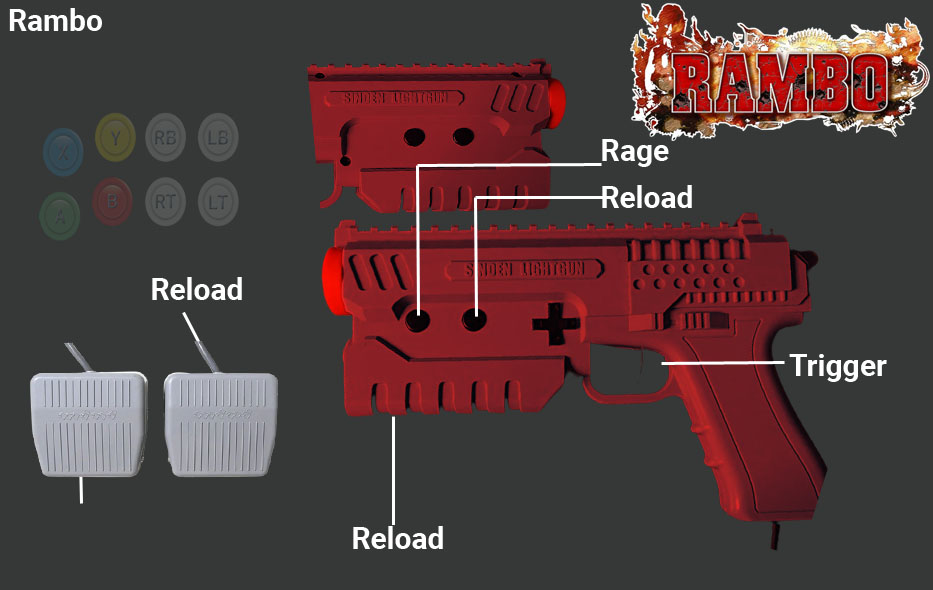 Rambo
RAMBO
SINDEN LIGHTGUN
X Y RB LB
Rage
A B RT LT
Reload
SINDEN LIGHTGUN
Reload
Trigger
Reload